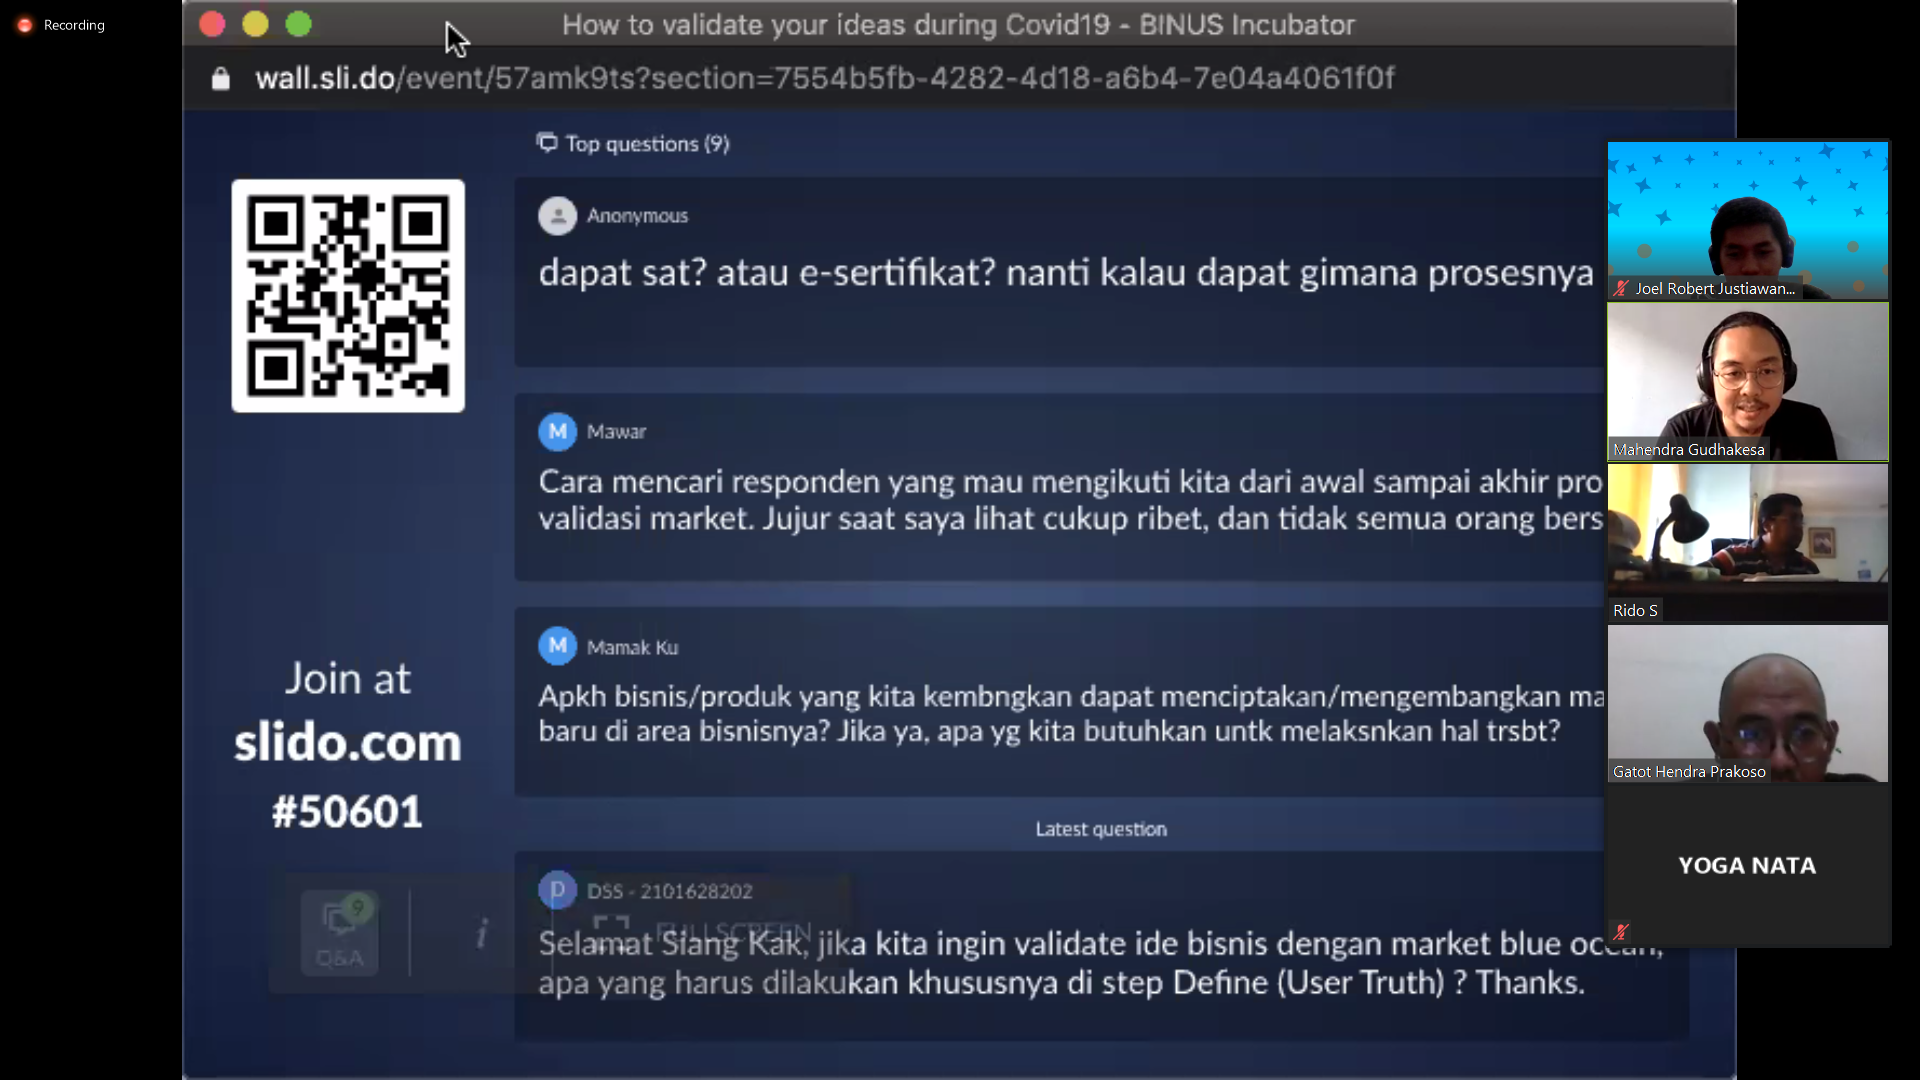 Recording
How to validate your ideas during Covid19 - BINUS Incubator
wall.sli.do/event/57amk9ts?section=7554b5fb-4282-4d18-a6b4-7e04a4061f0f
Top questions (9)
Anonymous
dapat sat? atau e-sertifikat? nanti kalau dapat gimana prosesnya
M Mawar
Cara mencari responden yang mau mengikuti kita dari awal sampai akhir pro
validasi market. Jujur saat saya lihat cukup ribet, dan tidak semua orang bers
M Mamak Ku
Apkh bisnis/produk yang kita kembngkan dapat menciptakan/mengembangkan ma
baru di area bisnisnya? Jika ya, apa yg kita butuhkan untk melaksnkan hal trsbt?
Latest question
D DSS - 2101628202
Selamat Siang Kak, jika kita ingin validate ide bisnis dengan market blue ocean,
apa yang harus dilakukan khususnya di step Define (User Truth) ? Thanks.
Join at
slido.com
#50601
9
Q&A
i
FULLSCREEN
Joel Robert Justiawan...
Mahendra Gudhakesa
Rido S
Gatot Hendra Prakoso
YOGA NATA